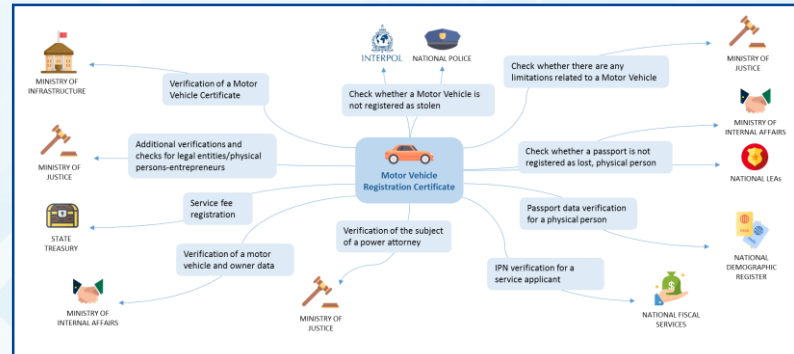 INTERPOL
NATIONAL POLICE
MINISTRY OF
JUSTICE
MINISTRY OF
INFRASTRUCTURE
Verification of a Motor
Vehicle Certificate
Check whether a Motor Vehicle is
not registered as stolen
Check whether there are any
limitations related to a Motor Vehicle
MINISTRY OF
INTERNAL AFFAIRS
Additional verifications and
checks for legal entities/physical
persons-entrepreneurs
MINISTRY OF
JUSTICE
Motor Vehicle
Registration Certificate
Check whether a passport is not
registered as lost, physical person
NATIONAL LEAs
Service fee
registration
STATE
TREASURY
Passport data verification
for a physical person
Verification of the subject
of a power attorney
Verification of a motor
vehicle and owner data
NATIONAL
DEMOGRAPHIC
REGISTER
IPN verification for a
service applicant
MINISTRY OF
INTERNAL AFFAIRS
MINISTRY OF
JUSTICE
NATIONAL FISCAL
SERVICES